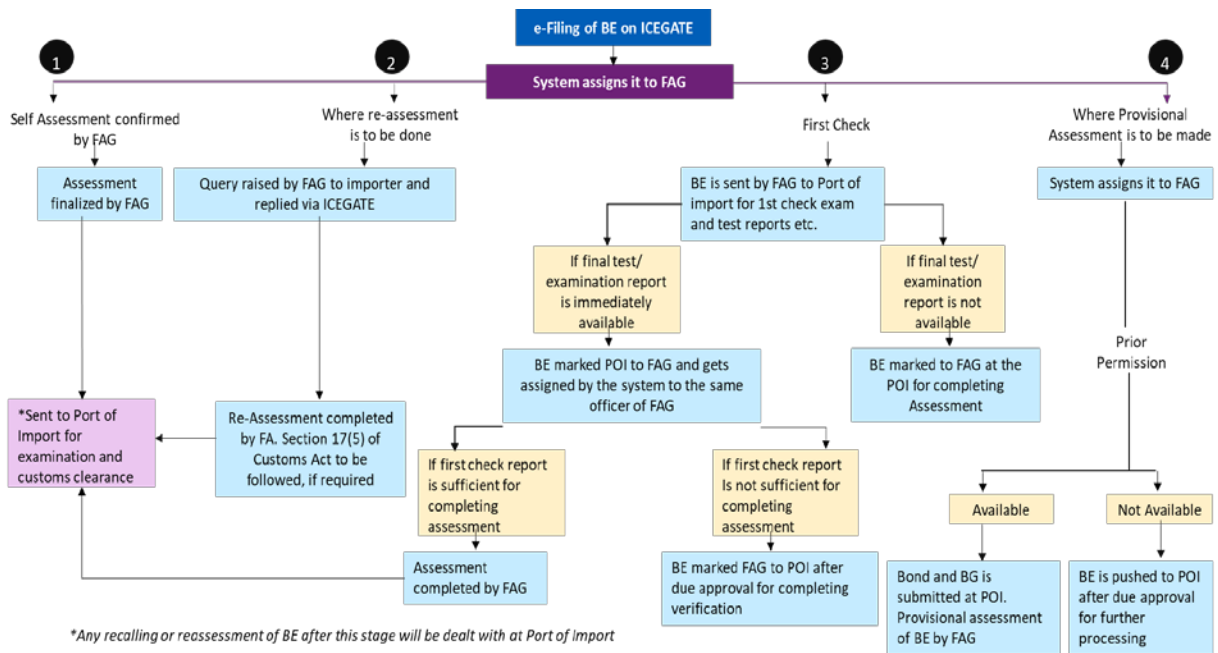 e-Filing of BE on ICEGATE
System assigns it to FAG
1
2
3
4
Self Assessment confirmed
by FAG
Where re-assessment
is to be done
First Check
Where Provisional
Assessment is to be made
Assessment
finalized by FAG
Query raised by FAG to importer and
replied via ICEGATE
BE is sent by FAG to Port of
import for 1st check exam
and test reports etc.
System assigns it to FAG
If final test/
examination report
is immediately
available
If final test/
examination
report is not
available
Prior
Permission
BE marked POI to FAG and gets
assigned by the system to the same
officer of FAG
BE marked to FAG at the
POI for completing
Assessment
*Sent to Port of
Import for
examination and
customs clearance
Re-Assessment completed
by FA. Section 17(5) of
Customs Act to be
followed, if required
If first check report
is sufficient for
completing
assessment
If first check report
Is not sufficient for
completing
assessment
Available
Not Available
Assessment
completed by FAG
BE marked FAG to POI after
due approval for completing
verification
Bond and BG is
submitted at POI.
Provisional assessment
of BE by FAG
BE is pushed to POI
after due approval
for further
processing
*Any recalling or reassessment of BE after this stage will be dealt with at Port of Import